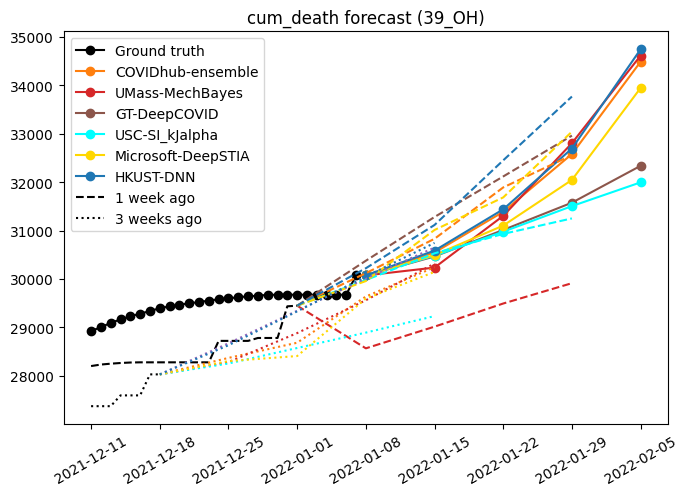 cum_death forecast (39_OH)
35000
34000
33000
32000
31000
30000
29000
28000
Ground truth
COVIDhub-ensemble
UMass-MechBayes
GT-DeepCOVID
USC-SI_kJalpha
Microsoft-DeepSTIA
HKUST-DNN
1 week ago
3 weeks ago
2021-12-11
2021-12-18
2021-12-25
2022-01-01
2022-01-08
2022-01-15
2022-01-22
2022-01-29
2022-02-05